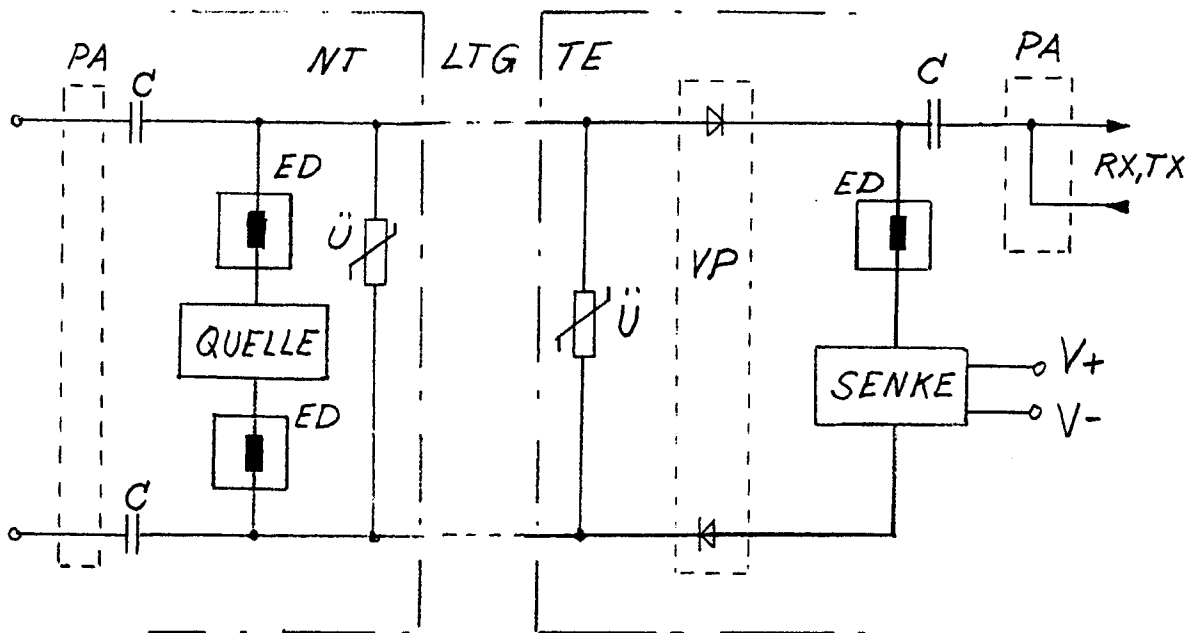 PA
C
NT
LTG
TE
C
PA
ED
Ü
RX,TX
ED
VP
QUELLE
Ü
SENKE
V+
V-
ED
C